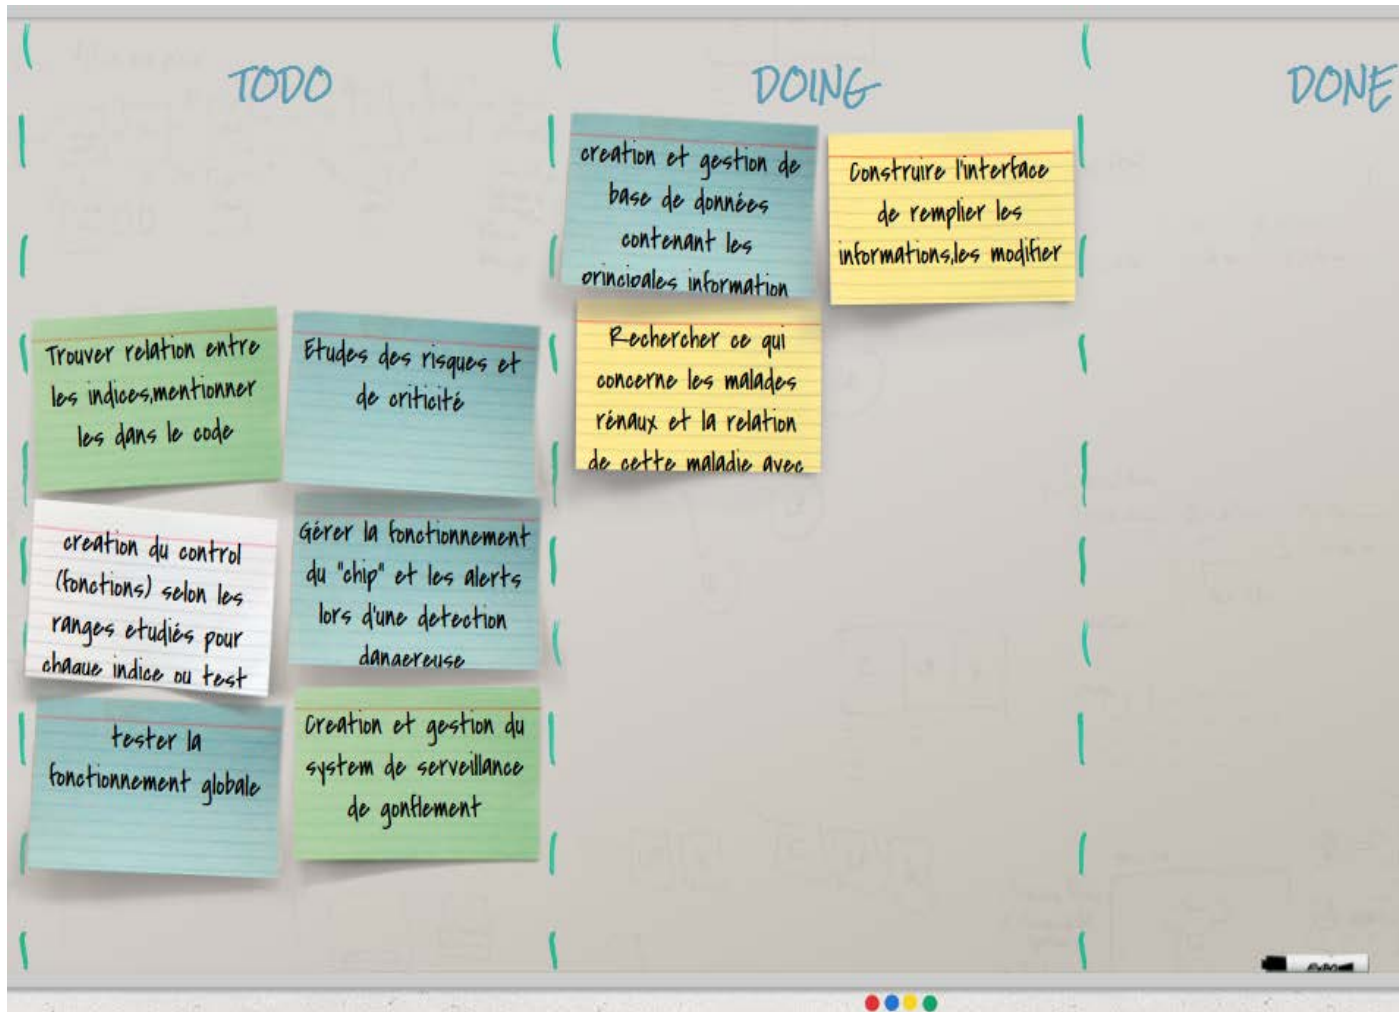 TODO
DOING
DONE
creation et gestion de
base de données
contenant les
principales information
Construire l'interface
de remplier les
informations,les modifier
Rechercher ce qui
concerne les malades
rénaux et la relation
de cette maladie avec
Trouver relation entre
les indices,mentionner
les dans le code
Etudes des risques et
de criticité
creation du control
(fonctions) selon les
ranges etudiés pour
chaque indice ou test
Gérer la fonctionnement
du "chip" et les alerts
lors d'une detection
dangereuse
tester la
fonctionnement globale
Creation et gestion du
system de serveillance
de gonflement
EXPO